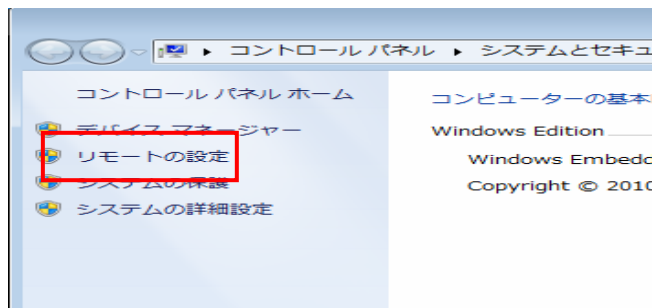 コントロール パネル ▸ システムとセキュ
コントロール パネル ホーム
デバイス マネージャー
リモートの設定
システムの保護
システムの詳細設定
コンピューターの基本
Windows Edition
Windows Embedd
Copyright © 2010